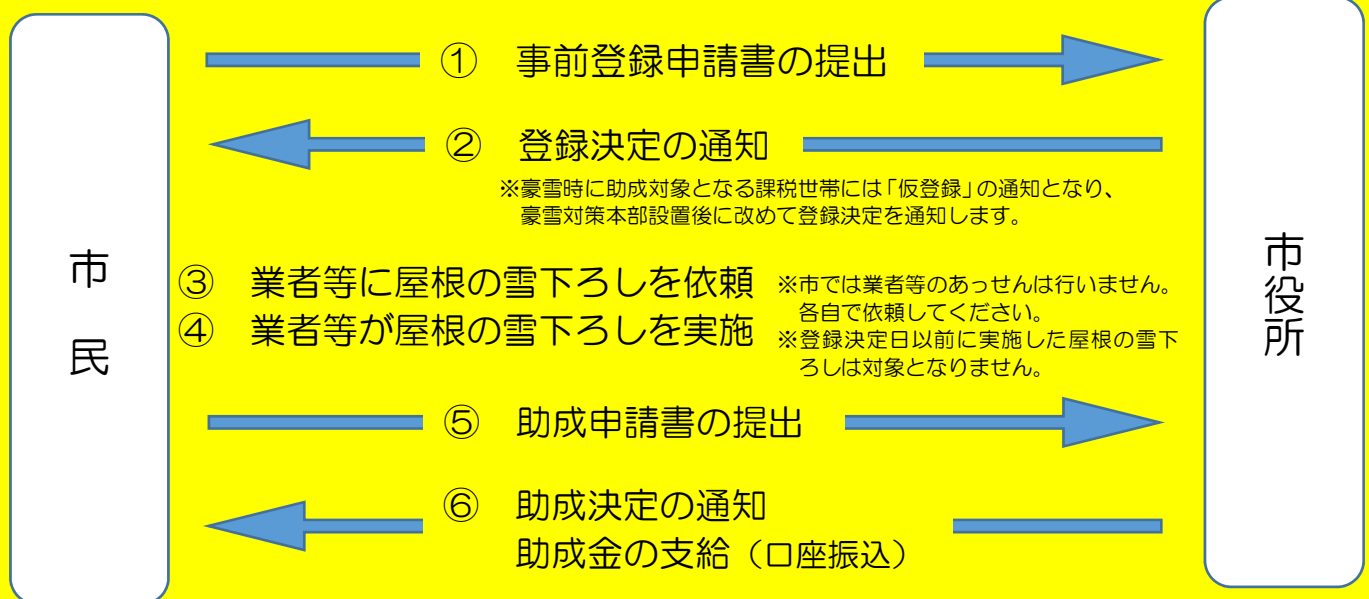 市民
① 事前登録申請書の提出
② 登録決定の通知
※豪雪時に助成対象となる課税世帯には「仮登録」の通知となり、
豪雪対策本部設置後に改めて登録決定を通知します。
③ 業者等に屋根の雪下ろしを依頼
④ 業者等が屋根の雪下ろしを実施
※市では業者等のあっせんは行いません。
各自で依頼してください。
※登録決定日以前に実施した屋根の雪下
ろしは対象となりません。
⑤ 助成申請書の提出
⑥ 助成決定の通知
助成金の支給（口座振込）
市役所